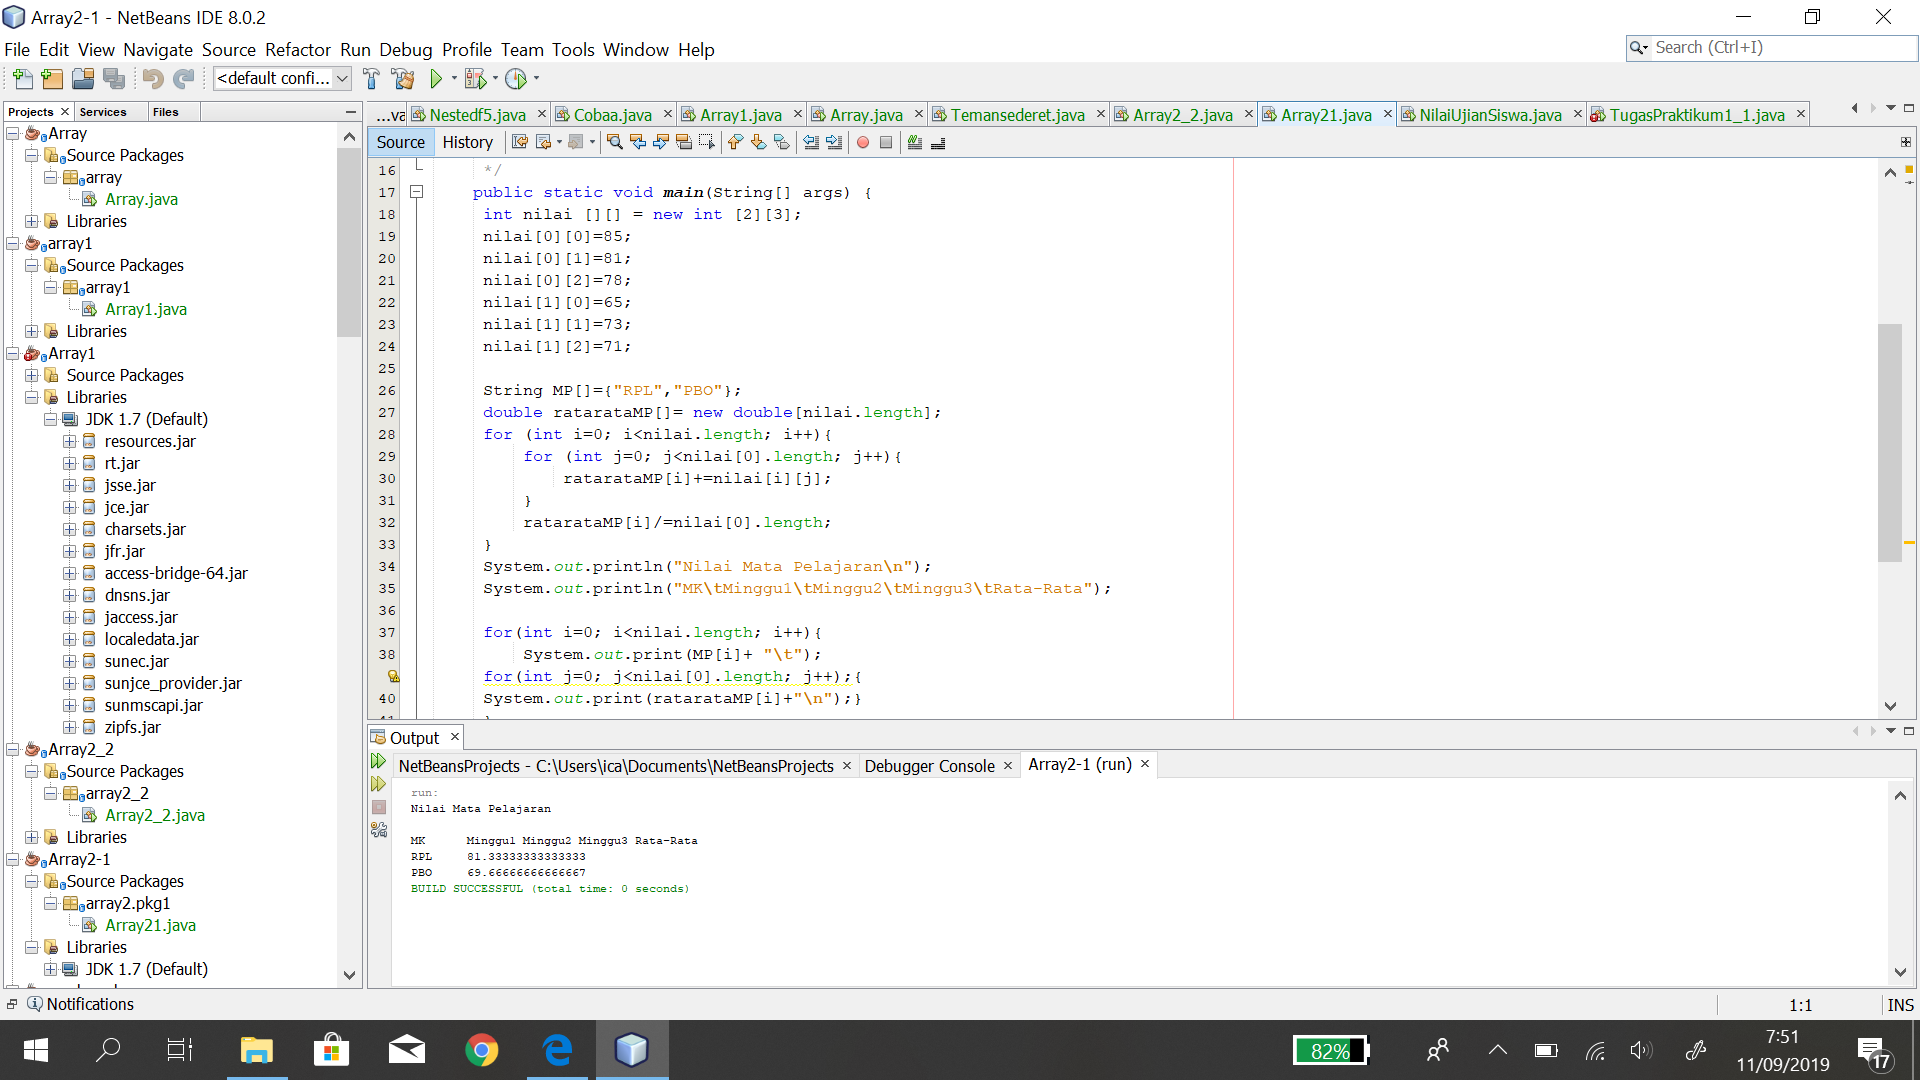 Array2-1 - NetBeans IDE 8.0.2
File Edit View Navigate Source Refactor Run Debug Profile Team Tools Window Help
Search (Ctrl+I)
<default confi...
Projects
Services
Files
Array
Source Packages
array
Array.java
Libraries
array1
Source Packages
array1
Array1.java
Libraries
Array1
Source Packages
Libraries
JDK 1.7 (Default)
resources.jar
rt.jar
jsse.jar
jce.jar
charsets.jar
jfr.jar
access-bridge-64.jar
dnsns.jar
jaccess.jar
localedata.jar
sunec.jar
sunjce_provider.jar
sunmscapi.jar
zipfs.jar
Array2_2
Source Packages
array2_2
Array2_2.java
Libraries
Array2-1
Source Packages
array2.pkg1
Array21.java
Libraries
JDK 1.7 (Default)
...va Nestedf5.java Cobaa.java Array1.java Array.java Temansederet.java Array2_2.java Array21.java NilaiUjianSiswa.java TugasPraktikum1_1.java
Source History
16 */
17 public static void main(String[] args) {
18 int nilai [][] = new int [2][3];
19 nilai[0][0]=85;
20 nilai[0][1]=81;
21 nilai[0][2]=78;
22 nilai[1][0]=65;
23 nilai[1][1]=73;
24 nilai[1][2]=71;
25
26 String MP[]={"RPL","PBO"};
27 double ratarataMP[]= new double[nilai.length];
28 for (int i=0; i<nilai.length; i++){
29 for (int j=0; j<nilai[0].length; j++){
30 ratarataMP[i]+=nilai[i][j];
31 }
32 ratarataMP[i]/=nilai[0].length;
33 }
34 System.out.println("Nilai Mata Pelajaran\n");
35 System.out.println("MK\tMinggu1\tMinggu2\tMinggu3\tRata-Rata");
36
37 for(int i=0; i<nilai.length; i++){
38 System.out.print(MP[i]+ "\t");
for(int j=0; j<nilai[0].length; j++);{
40 System.out.print(ratarataMP[i]+"\n");}
Output
NetBeansProjects - C:\Users\ica\Documents\NetBeansProjects Debugger Console Array2-1 (run)
run:
Nilai Mata Pelajaran
MK Minggu1 Minggu2 Minggu3 Rata-Rata
RPL 81.33333333333333
PBO 69.66666666666667
BUILD SUCCESSFUL (total time: 0 seconds)
Notifications
1:1
INS
82%
7:51
11/09/2019
17